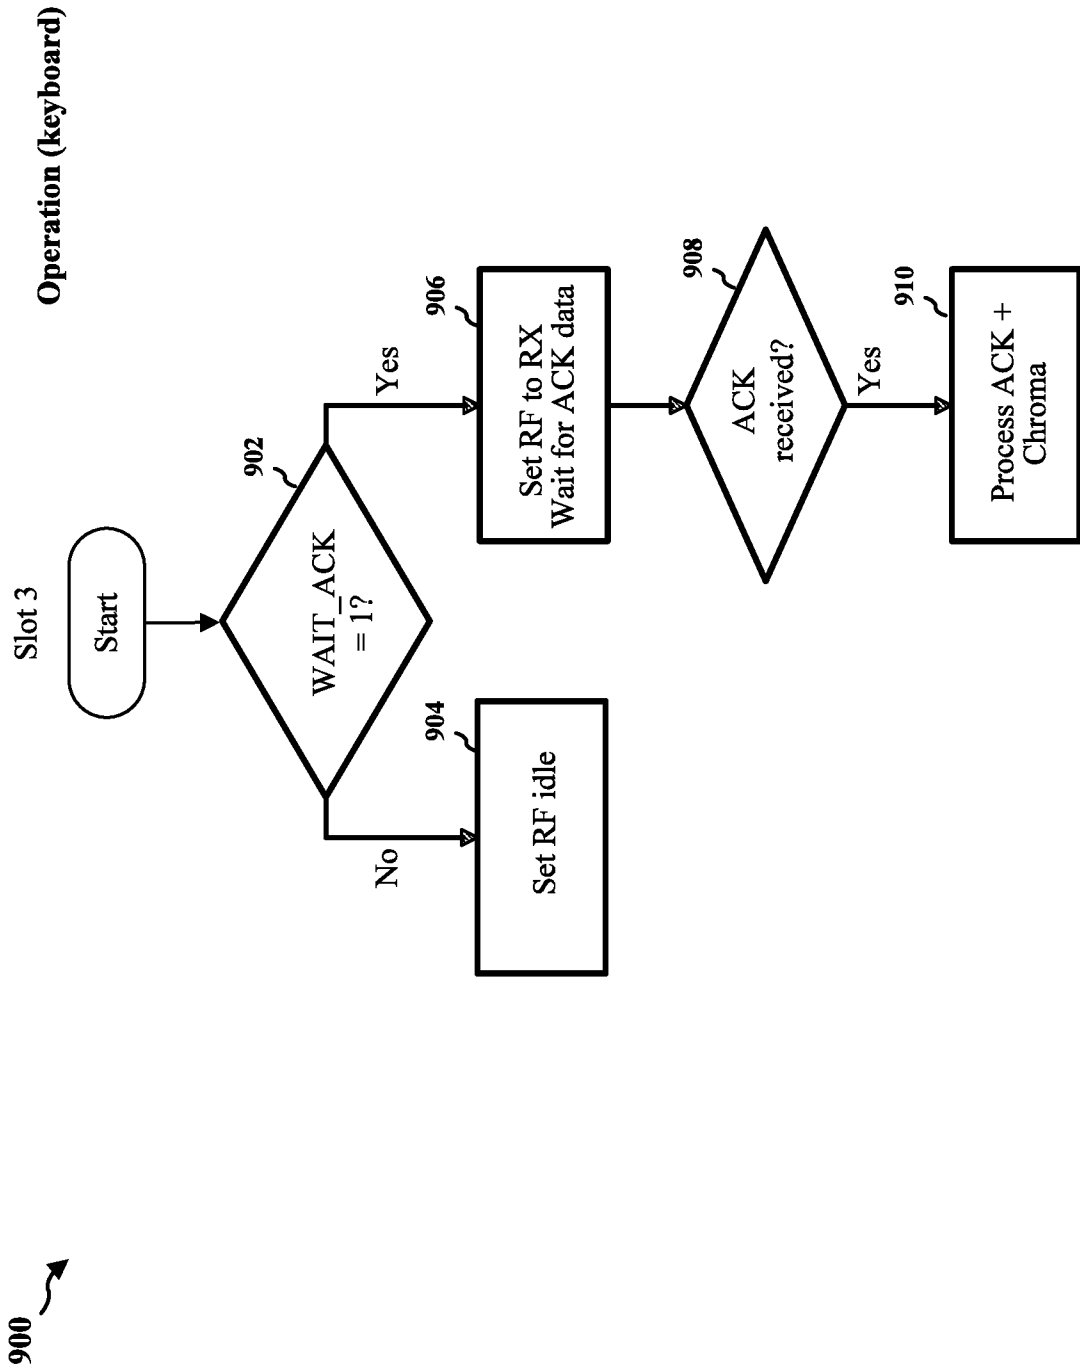 900
Operation (keyboard)
Slot 3
Start
902
WAIT_ACK
= 1?
No
Yes
904
Set RF idle
906
Set RF to RX
Wait for ACK data
908
ACK
received?
Yes
910
Process ACK +
Chroma